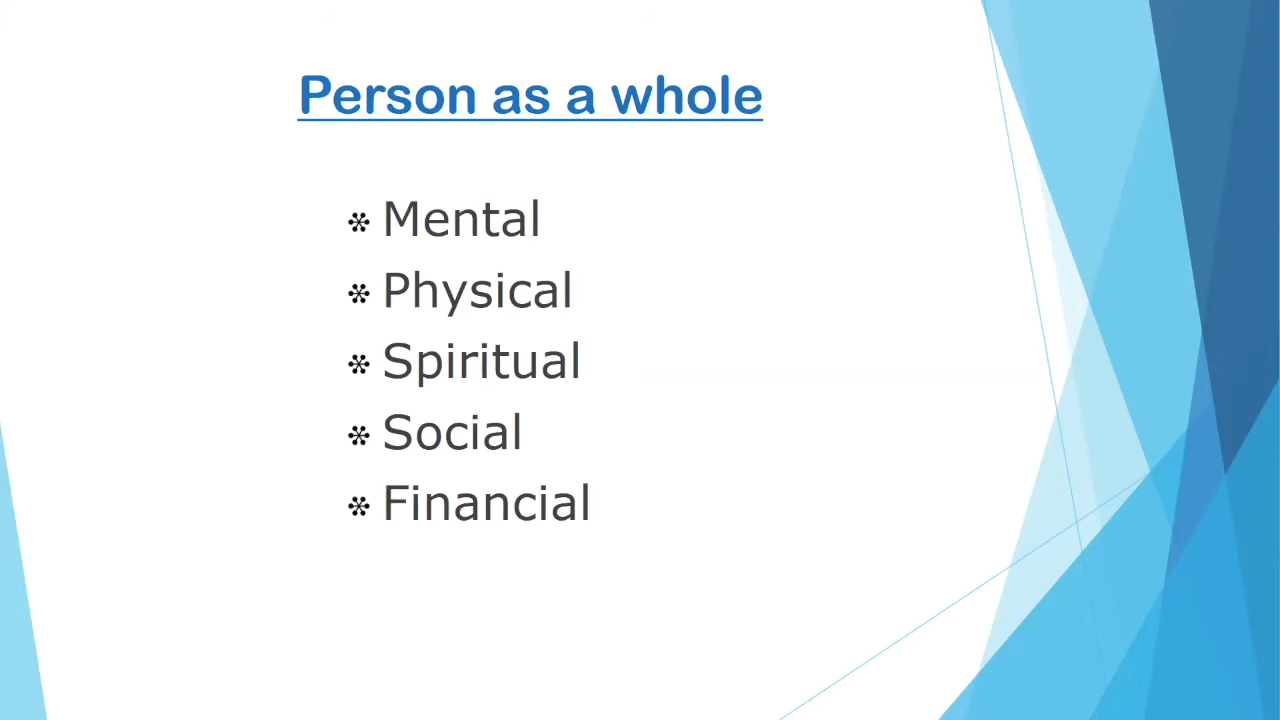 Person as a whole
Mental
Physical
Spiritual
Social
Financial